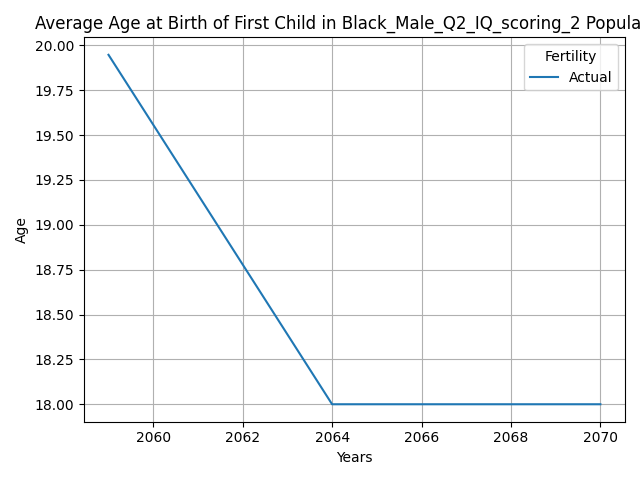 Average Age at Birth of First Child in Black_Male_Q2_IQ_scoring_2 Popula
Fertility
Actual
20.00
19.75
19.50
19.25
19.00
18.75
18.50
18.25
18.00
Age
2060 2062 2064 2066 2068 2070
Years